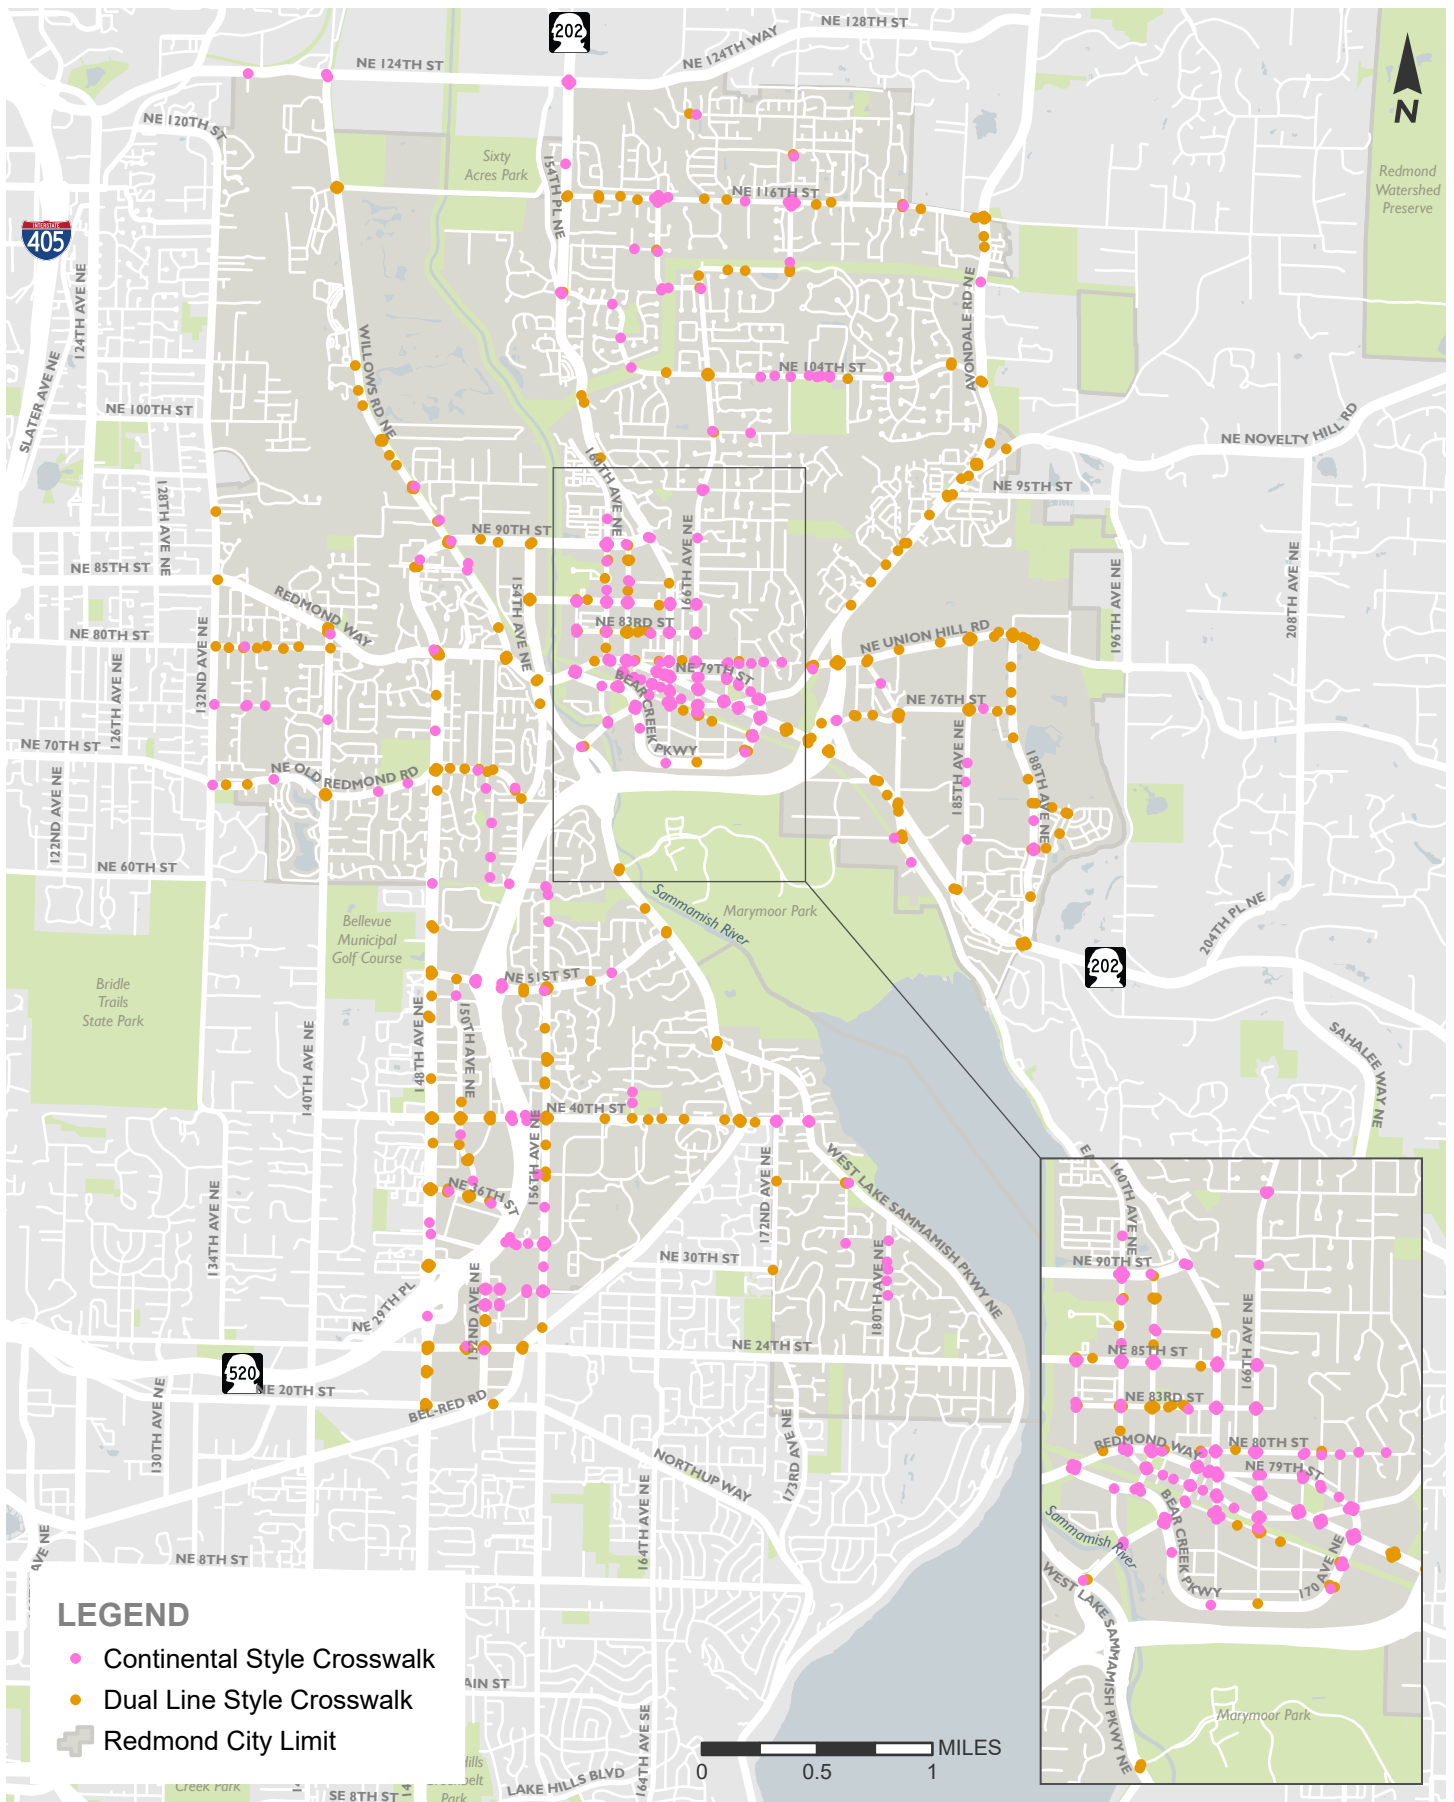 202
NE 128TH ST
NE 124TH WAY
NE 124TH ST
N
NE 120TH ST
Sixty
Acres Park
154TH PL NE
NE 116TH ST
Redmond
Watershed
Preserve
INTERSTATE
405
124TH AVE NE
AVONDALE RD NE
WILLOWS RD NE
SLATER AVE NE
NE 104TH ST
NE 100TH ST
NE NOVELTY HILL RD
160TH AVE NE
128TH AVE NE
NE 95TH ST
NE 90TH ST
166TH AVE NE
NE 85TH ST
154TH AVE NE
REDMOND WAY
196TH AVE NE
208TH AVE NE
NE 80TH ST
132ND AVE NE
126TH AVE NE
NE 83RD ST
NE UNION HILL RD
NE 79TH ST
BEAR CREEK PKWY
NE 76TH ST
NE 70TH ST
NE OLD REDMOND RD
185TH AVE NE
188TH AVE NE
122ND AVE NE
NE 60TH ST
Sammamish River
Marymoor Park
Bellevue
Municipal
Golf Course
204TH PL NE
202
NE 51ST ST
Bridle
Trails
State Park
148TH AVE NE
150TH AVE NE
140TH AVE NE
SAHALEE WAY NE
NE 40TH ST
156TH AVE NE
172ND AVE NE
WEST LAKE SAMMAMISH PKWY NE
134TH AVE NE
NE 36TH ST
NE 30TH ST
180TH AVE NE
NE 29TH PL
152ND AVE NE
NE 24TH ST
520
NE 20TH ST
BEL-RED RD
130TH AVE NE
173RD AVE NE
NORTHUP WAY
164TH AVE NE
AVE NE
NE 8TH ST
160TH AVE NE
NE 90TH ST
166TH AVE NE
NE 85TH ST
NE 83RD ST
REDMOND WAY
NE 80TH ST
NE 79TH ST
BEAR CREEK PKWY
Sammamish River
170 AVE NE
WEST LAKE SAMMAMISH PKWY NE
Marymoor Park
LEGEND
Continental Style Crosswalk
Dual Line Style Crosswalk
Redmond City Limit
AIN ST
164TH AVE SE
MILES
0 0.5 1
Creek Park
Park
LAKE HILLS BLVD
SE 8TH ST